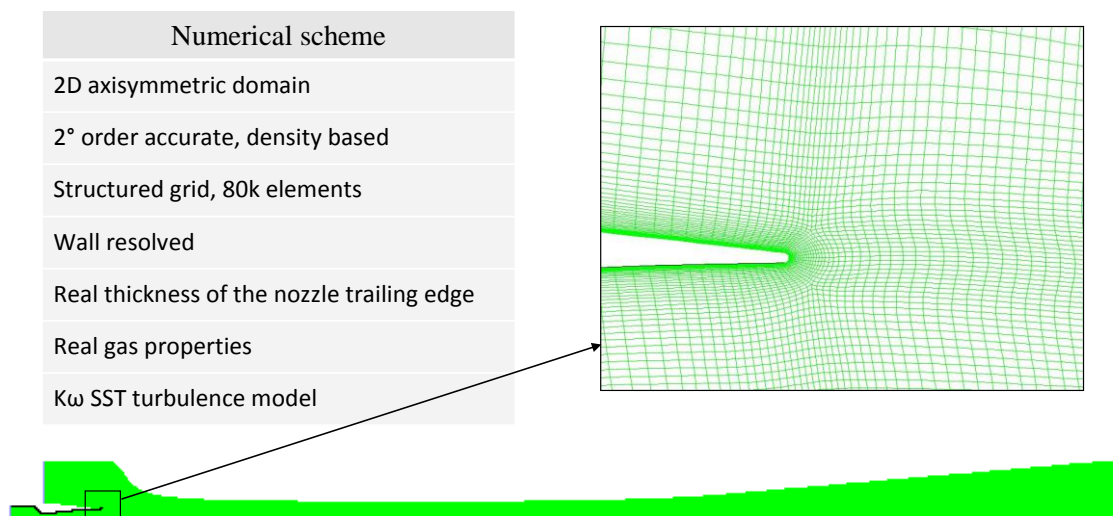 Numerical scheme
2D axisymmetric domain
2° order accurate, density based
Structured grid, 80k elements
Wall resolved
Real thickness of the nozzle trailing edge
Real gas properties
Kω SST turbulence model